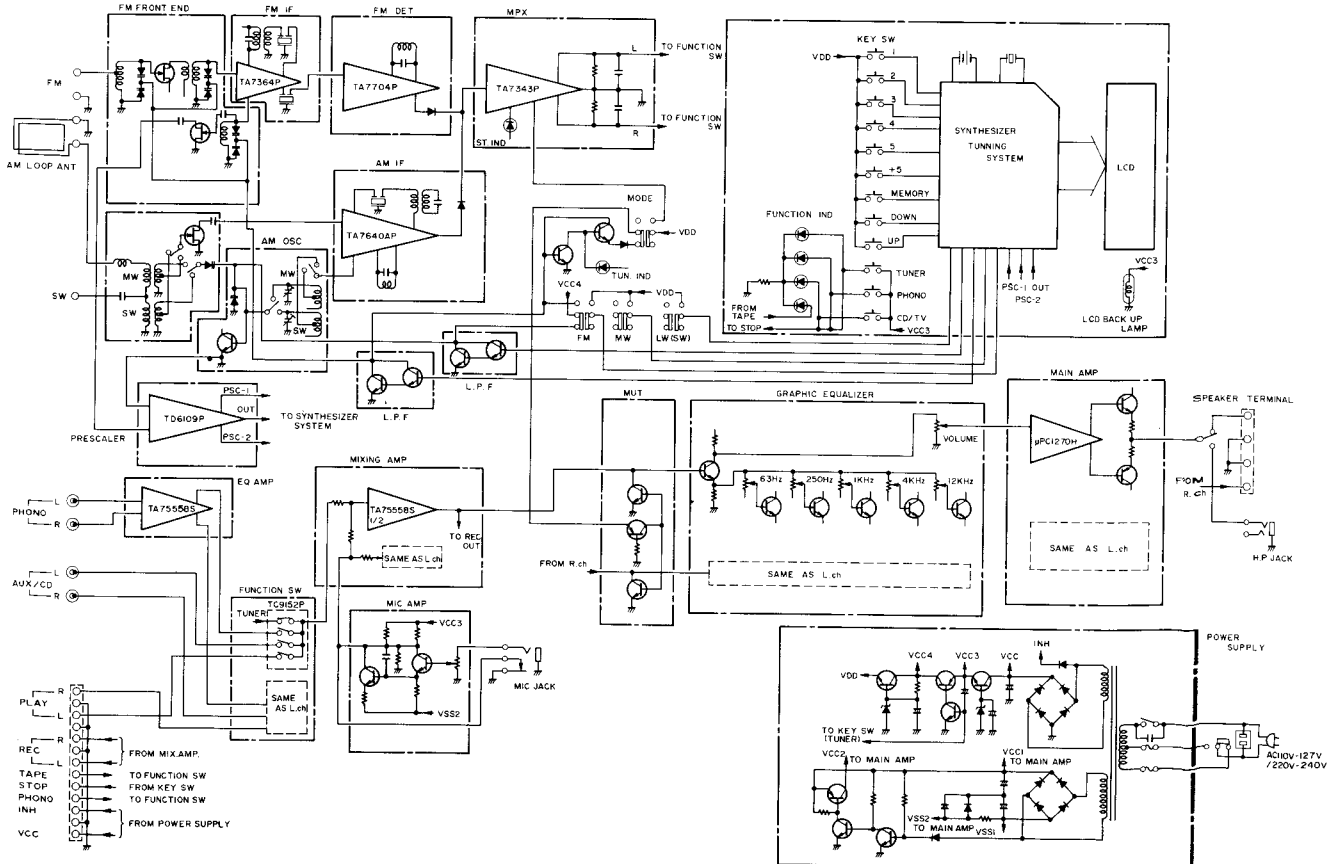 FM FRONT END
FM IF
FM DET
MPX
FM
TA7364P
TA7704P
TA7343P
ST. IND
L
TO FUNCTION SW
R
TO FUNCTION SW
AM LOOP ANT
AM IF
TA7640AP
MW
SW
SW
AM OSC
MW
SW
MODE
VDD
TUN. IND
VCC4
VDD
FM
MW
LW (SW)
L.P.F
L.P.F
KEY SW
VDD
1
2
3
4
5
+5
MEMORY
DOWN
UP
SYNTHESIZER
TUNNING
SYSTEM
LCD
FUNCTION IND
TUNER
PHONO
CD/TV
VCC3
FROM TAPE
TO STOP
PSC-1 OUT
PSC-2
VCC3
LCD BACK UP
LAMP
PRESCALER
TD6109P
PSC-1
OUT
PSC-2
TO SYNTHESIZER
SYSTEM
EQ AMP
PHONO
L
R
TA75558S
AUX/CD
L
R
MIXING AMP
TA75558S
1/2
SAME AS L.ch
TO REC OUT
FUNCTION SW
TC9152P
TUNER
SAME
AS L.ch
MIC AMP
VCC3
VSS2
MIC JACK
MUT
FROM R.ch
GRAPHIC EQUALIZER
VOLUME
63Hz
250Hz
1KHz
4KHz
12KHz
SAME AS L.ch
MAIN AMP
μPC1270H
SAME AS L.ch
SPEAKER TERMINAL
FROM
R.ch
H.P JACK
PLAY
R
L
REC
R
L
FROM MIX.AMP.
TAPE
TO FUNCTION SW
STOP
FROM KEY SW
PHONO
TO FUNCTION SW
INH
FROM POWER SUPPLY
VCC
POWER
SUPPLY
VDD
VCC4
VCC3
VCC
INH
TO KEY SW
(TUNER)
VCC2
TO MAIN AMP
VCC1
TO MAIN AMP
VSS2
TO MAIN AMP
VSS1
AC110V-127V
/220V-240V